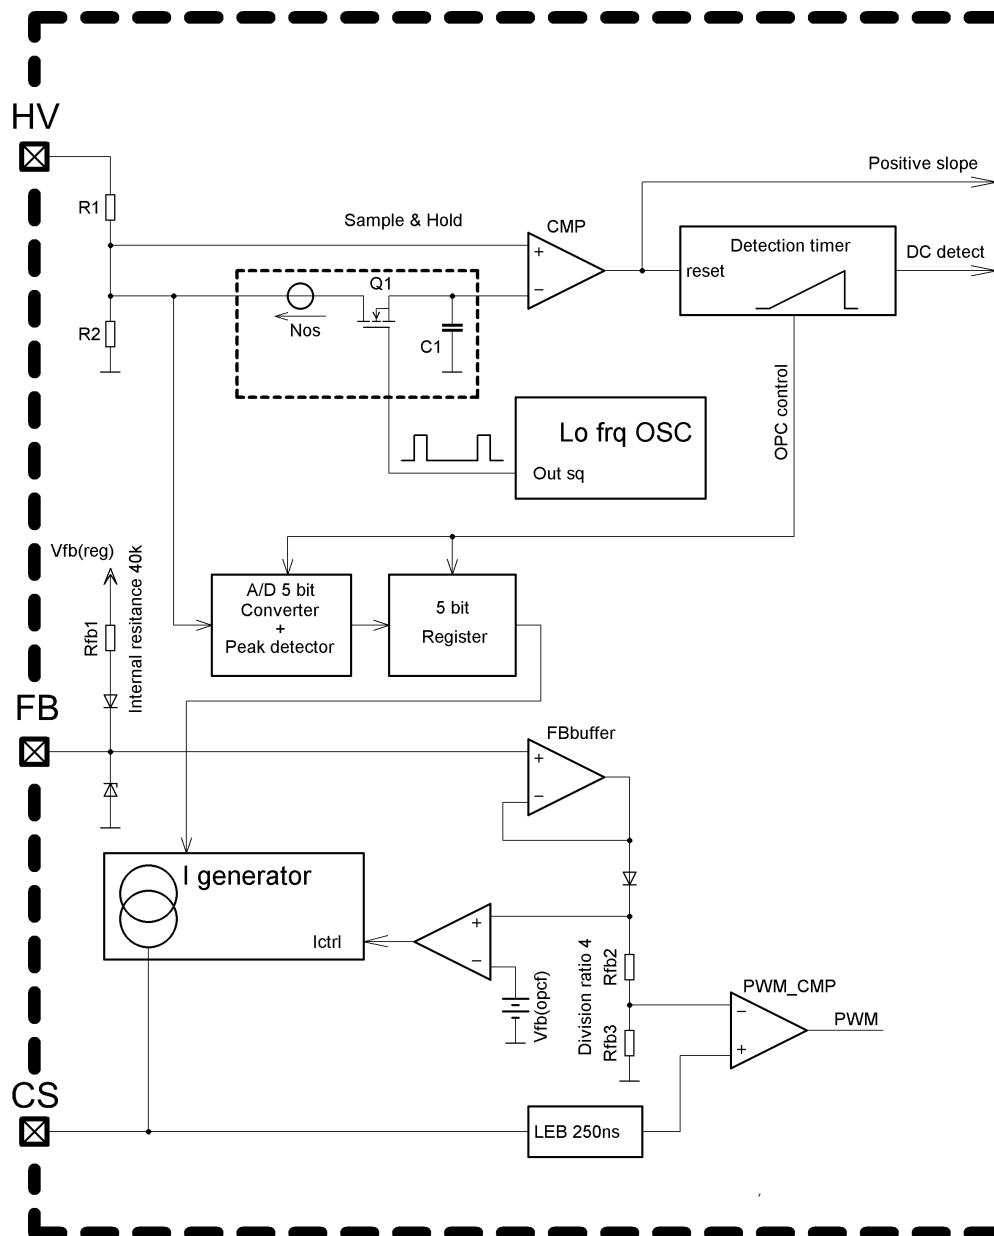 HV
Positive slope
R1
Sample & Hold
CMP
+
−
Detection timer
DC detect
reset
Q1
Nos
R2
C1
OPC control
Lo frq OSC
Out sq
Vfb(reg)
Internal resitance 40k
Rfb1
A/D 5 bit
Converter
+
Peak detector
5 bit
Register
FB
FBbuffer
+
−
I generator
Ictrl
+
−
Vfb(opcf)
Division ratio 4
Rfb2
Rfb3
PWM_CMP
−
+
PWM
CS
LEB 250ns